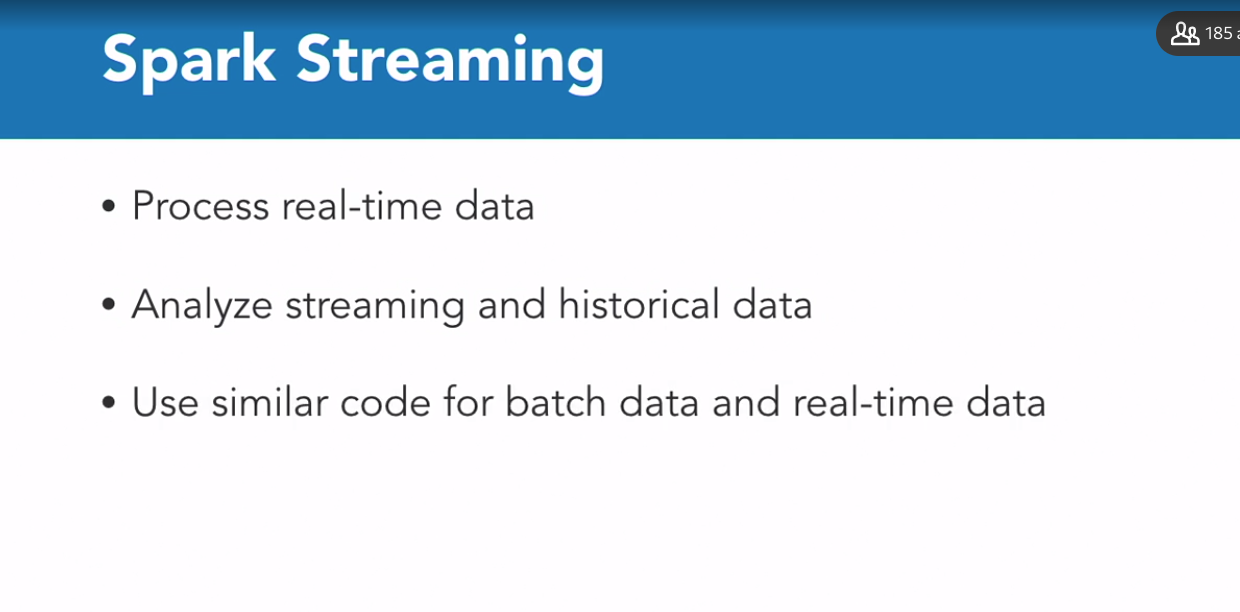 Spark Streaming
185
• Process real-time data
• Analyze streaming and historical data
• Use similar code for batch data and real-time data